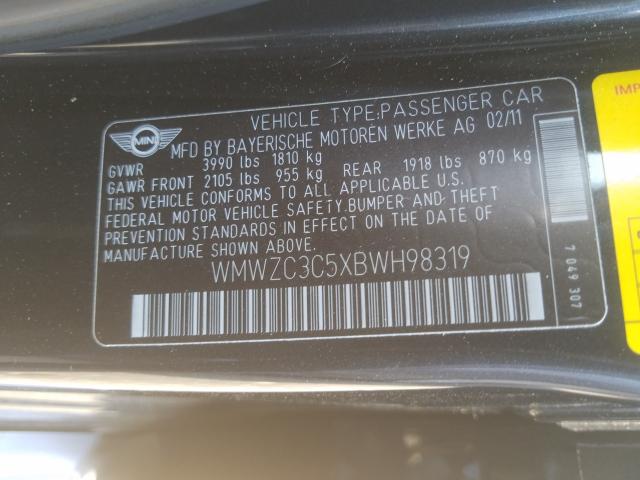 VEHICLE TYPE:PASSENGER CAR
MINI
MFD BY BAYERISCHE MOTOREN WERKE AG 02/11
GVWR 3990 lbs 1810 kg
GAWR FRONT 2105 lbs 955 kg REAR 1918 lbs 870 kg
THIS VEHICLE CONFORMS TO ALL APPLICABLE U.S.
FEDERAL MOTOR VEHICLE SAFETY,BUMPER AND THEFT
PREVENTION STANDARDS IN EFFECT ON THE DATE OF
MANUFACTURE SHOWN ABOVE.
WMWZC3C5XBWH98319
7 049 307
IMP